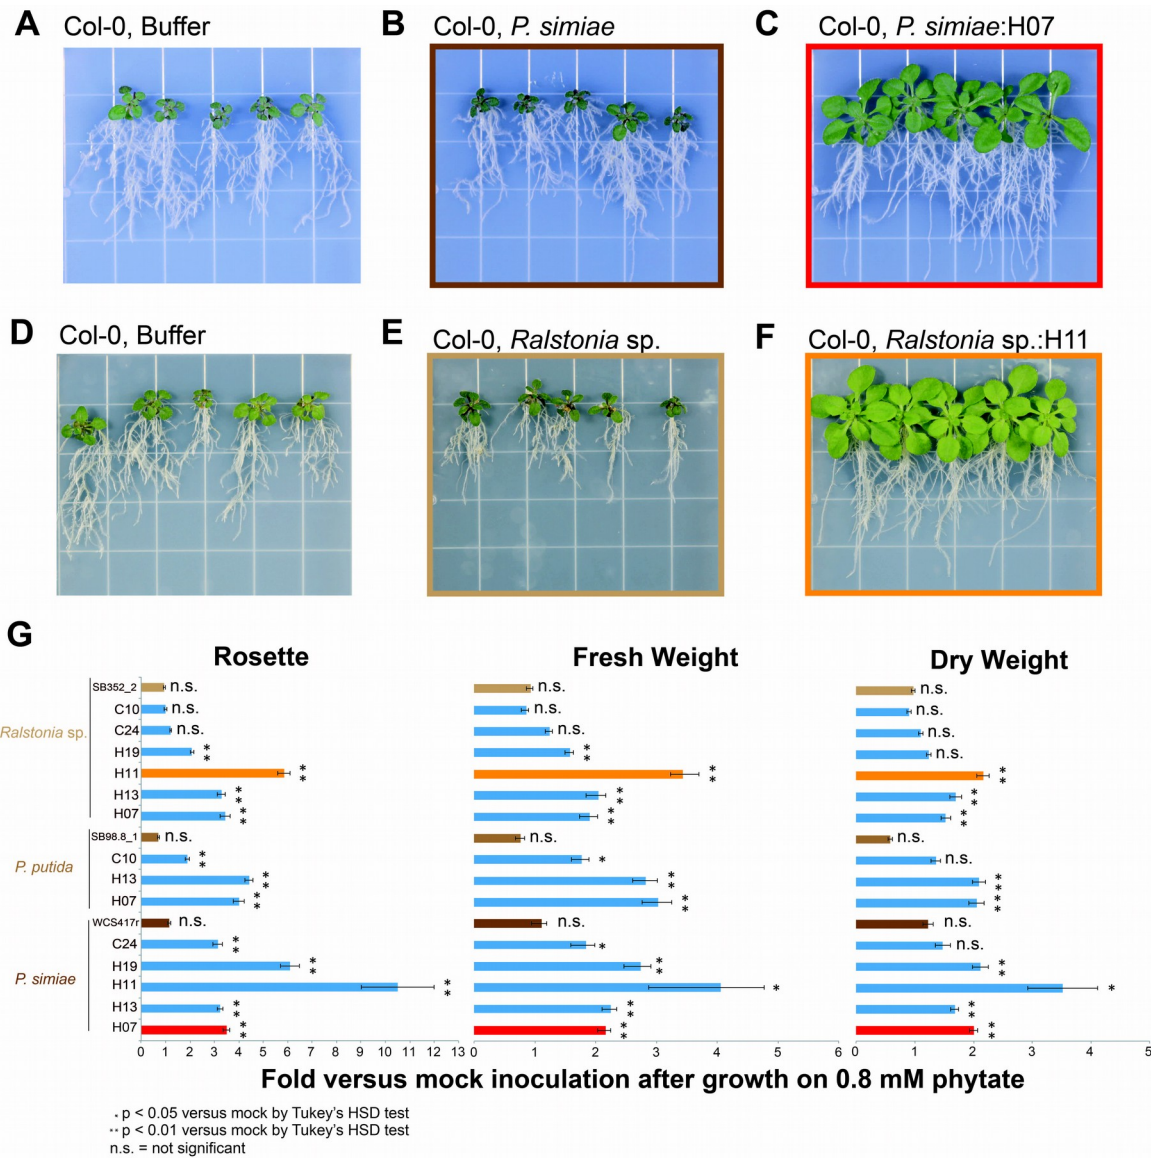 A Col-0, Buffer
B Col-0, P. simiae
C Col-0, P. simiae:H07
D Col-0, Buffer
E Col-0, Ralstonia sp.
F Col-0, Ralstonia sp.:H11
G
Rosette
Fresh Weight
Dry Weight
SB352_2 n.s. n.s. n.s.
C10 n.s. n.s. n.s.
C24 n.s. n.s. n.s.
Ralstonia sp.
H19 ** ** n.s.
H11 ** ** **
H13 ** ** **
H07 ** ** **
SB98.8_1 n.s. n.s. n.s.
P. putida
C10 ** * n.s.
H13 ** ** **
H07 ** ** **
WCS417r n.s. n.s. n.s.
C24 ** * n.s.
H19 ** ** **
P. simiae
H11 ** * *
H13 ** ** **
H07 ** ** **
0 1 2 3 4 5 6 7 8 9 10 11 12 13 0 1 2 3 4 5 6 0 1 2 3 4 5
Fold versus mock inoculation after growth on 0.8 mM phytate
* p < 0.05 versus mock by Tukey's HSD test
** p < 0.01 versus mock by Tukey's HSD test
n.s. = not significant